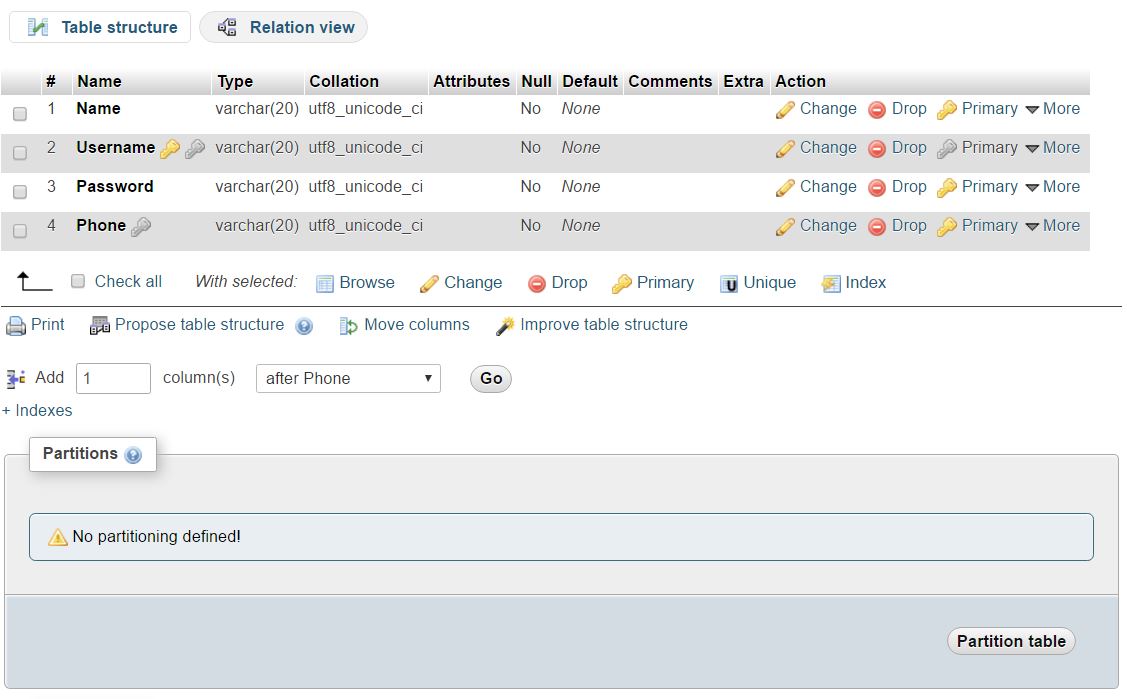 Table structure Relation view
# Name Type Collation Attributes Null Default Comments Extra Action
1 Name varchar(20) utf8_unicode_ci No None Change Drop Primary More
2 Username varchar(20) utf8_unicode_ci No None Change Drop Primary More
3 Password varchar(20) utf8_unicode_ci No None Change Drop Primary More
4 Phone varchar(20) utf8_unicode_ci No None Change Drop Primary More
Check all With selected: Browse Change Drop Primary Unique Index
Print Propose table structure Move columns Improve table structure
Add 1 column(s) after Phone Go
+ Indexes
Partitions
No partitioning defined!
Partition table